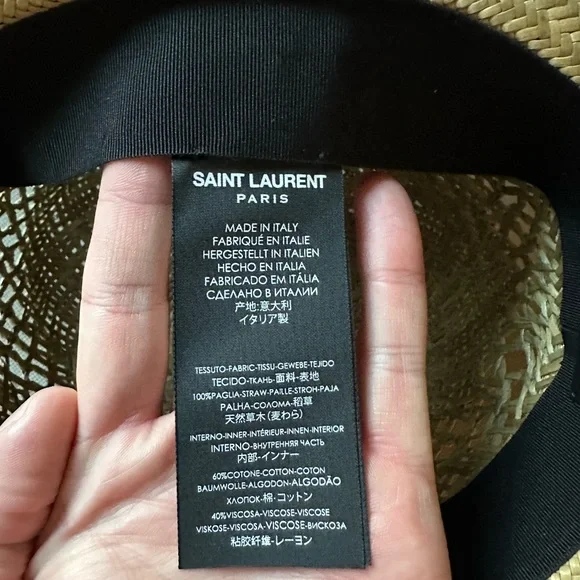 SAINT LAURENT
PARIS
MADE IN ITALY
FABRIQUÉ EN ITALIE
HERGESTELLT IN ITALIEN
HECHO EN ITALIA
FABRICADO EM ITÁLIA
СДЕЛАНО В ИТАЛИИ
产地:意大利
イタリア製
TESSUTO-FABRIC-TISSU-GEWEBE-TEJIDO
TECIDO-ТКАНЬ-面料-表地
100%PAGLIA-STRAW-PAILLE-STROH-PAJA
PALHA-СОЛОМА-稻草
天然草木(麦わら)
INTERNO-INNER-INTÉRIEUR-INNEN-INTERIOR
INTERNO-ВНУТРЕННЯЯ ЧАСТЬ
内部-インナー
60%COTONE-COTTON-COTON
BAUMWOLLE-ALGODON-ALGODÃO
ХЛОПОК-棉-コットン
40%VISCOSA-VISCOSE-VISCOSE
VISKOSE-VISCOSA-VISCOSE-ВИСКОЗА
粘胶纤维-レーヨン